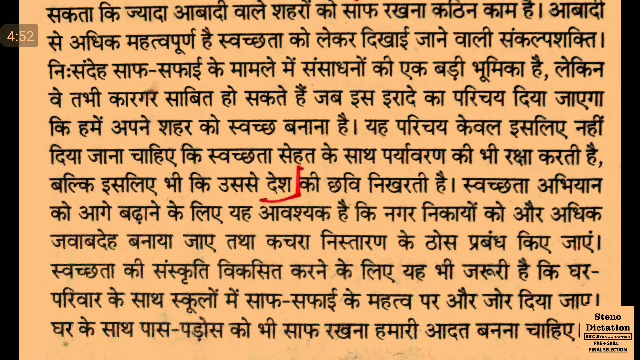 सकता कि ज्यादा आबादी वाले शहरों को साफ रखना कठिन काम है। आबादी
4:52
से अधिक महत्वपूर्ण है स्वच्छता को लेकर दिखाई जाने वाली संकल्पशक्ति।
निःसंदेह साफ-सफाई के मामले में संसाधनों की एक बड़ी भूमिका है, लेकिन
वे तभी कारगर साबित हो सकते हैं जब इस इरादे का परिचय दिया जाएगा
कि हमें अपने शहर को स्वच्छ बनाना है। यह परिचय केवल इसलिए नहीं
दिया जाना चाहिए कि स्वच्छता सेहत के साथ पर्यावरण की भी रक्षा करती है,
बल्कि इसलिए भी कि उससे देश की छवि निखरती है। स्वच्छता अभियान
को आगे बढ़ाने के लिए यह आवश्यक है कि नगर निकायों को और अधिक
जवाबदेह बनाया जाए तथा कचरा निस्तारण के ठोस प्रबंध किए जाएं।
स्वच्छता की संस्कृति विकसित करने के लिए यह भी जरूरी है कि घर-
परिवार के साथ स्कूलों में साफ-सफाई के महत्व पर और जोर दिया जाए।
घर के साथ पास-पड़ोस को भी साफ रखना हमारी आदत बनना चाहिए।
Steno
Dictation
FINAL SELECTION